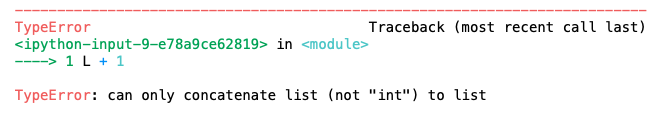 ---------------------------------------------------------------------------
TypeError                                 Traceback (most recent call last)
<ipython-input-9-e78a9ce62819> in <module>
----> 1 L + 1

TypeError: can only concatenate list (not "int") to list